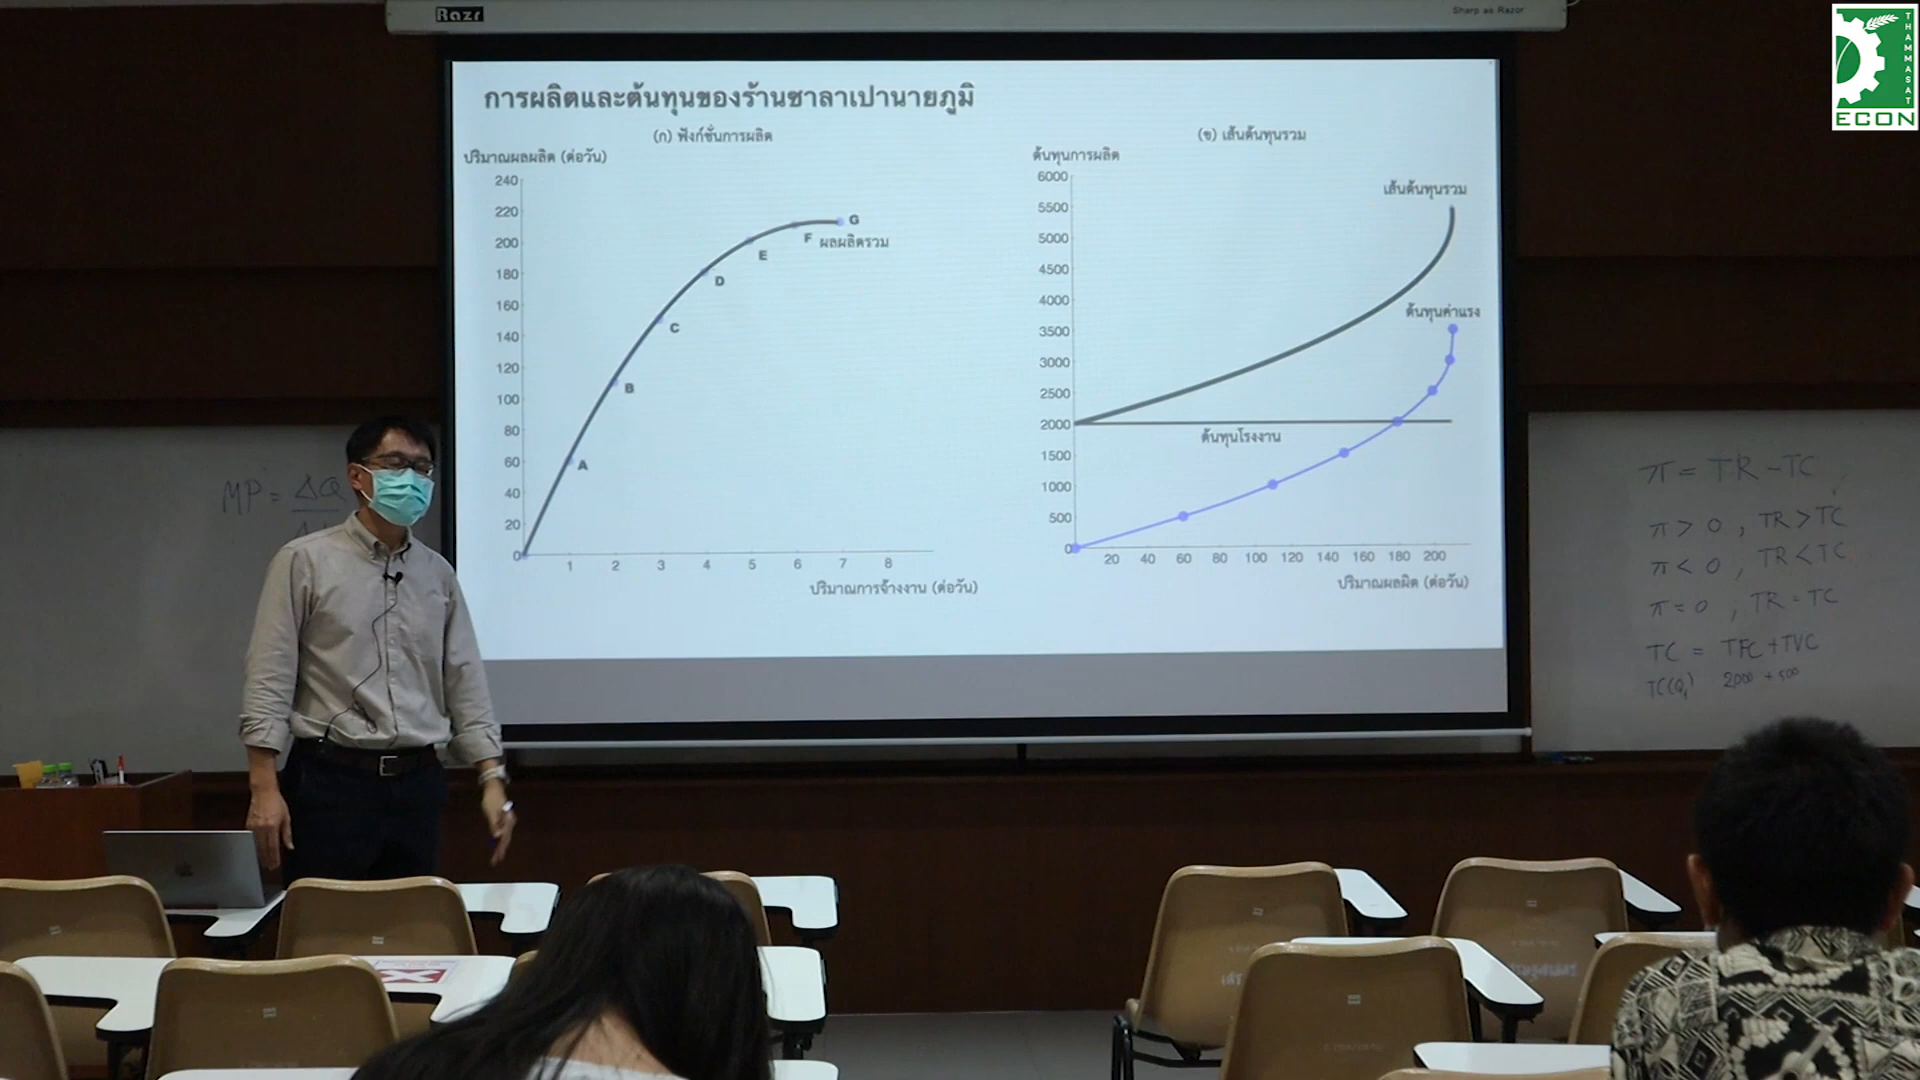 Razr
Sharp as Razor
THAMMASAT
ECON
การผลิตและต้นทุนของร้านซาลาเปานายภูมิ
(ก) ฟังก์ชั่นการผลิต
ปริมาณผลผลิต (ต่อวัน)
240
220
200
180
160
140
120
100
80
60
40
20
0
1 2 3 4 5 6 7 8
A
B
C
D
E
F
G
ผลผลิตรวม
ปริมาณการจ้างงาน (ต่อวัน)
(ข) เส้นต้นทุนรวม
ต้นทุนการผลิต
6000
5500
5000
4500
4000
3500
3000
2500
2000
1500
1000
500
0
20 40 60 80 100 120 140 160 180 200
เส้นต้นทุนรวม
ต้นทุนค่าแรง
ต้นทุนโรงงาน
ปริมาณผลผิต (ต่อวัน)
MP = ΔQ
π = TR - TC
π > 0 , TR > TC
π < 0 , TR < TC
π = 0 , TR = TC
TC = TFC + TVC
TC(Q₁) 2000 + 500